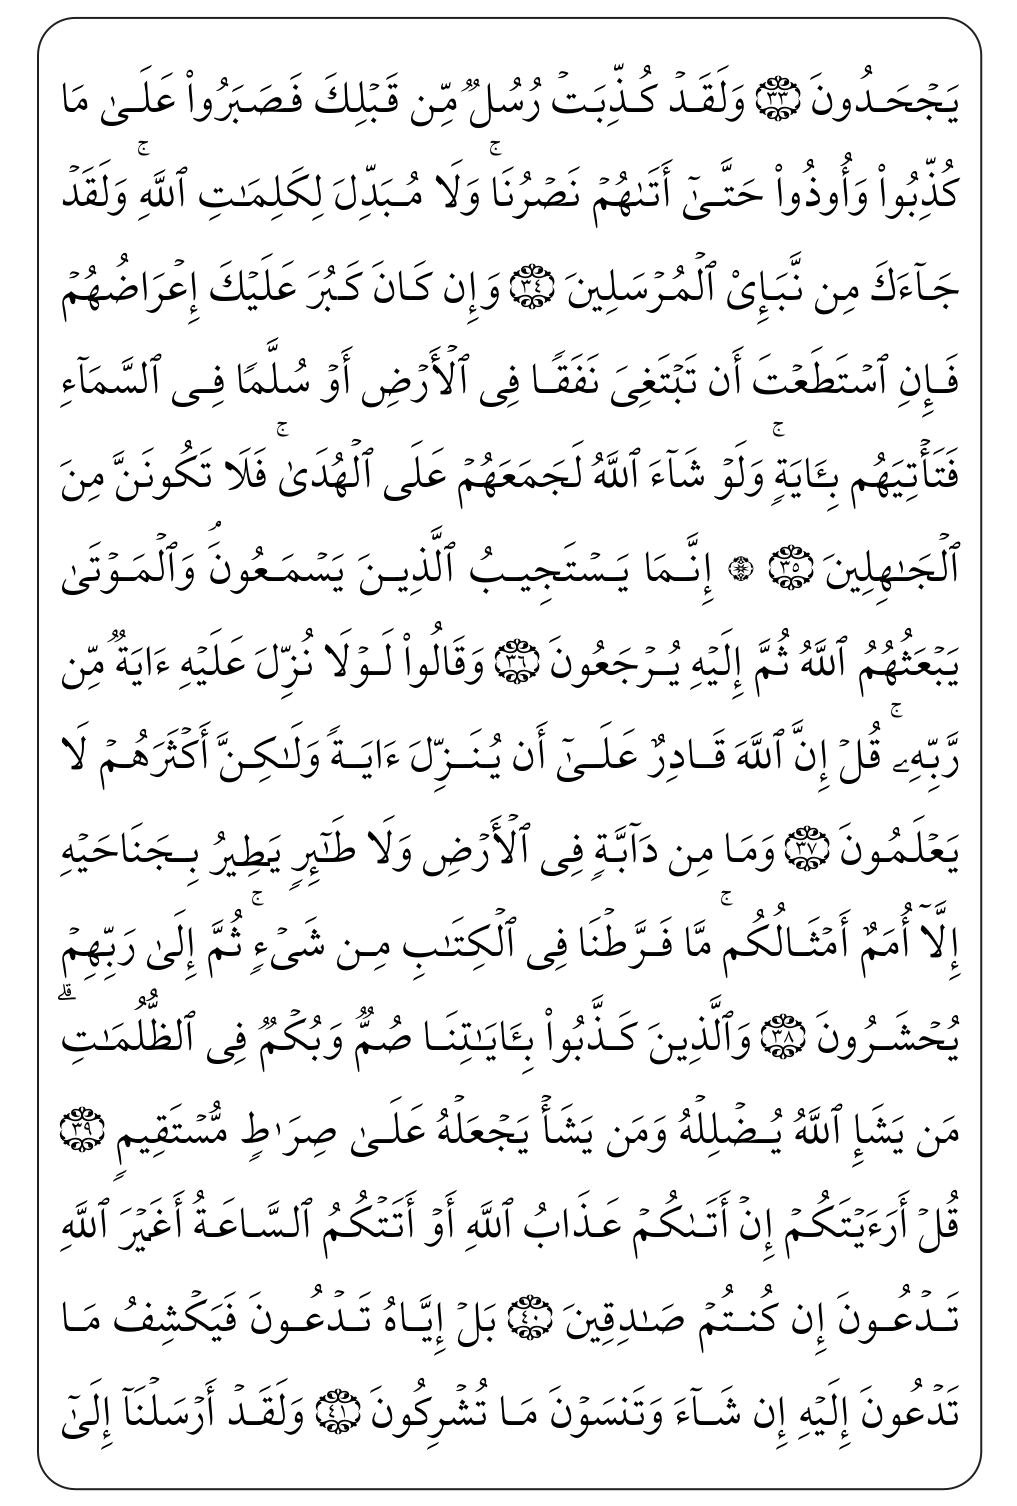 يَجْحَدُونَ ٣٣ وَلَقَدْ كُذِّبَتْ رُسُلٌ مِّن قَبْلِكَ فَصَبَرُوا۟ عَلَىٰ مَا
كُذِّبُوا۟ وَأُوذُوا۟ حَتَّىٰٓ أَتَىٰهُمْ نَصْرُنَا ۚ وَلَا مُبَدِّلَ لِكَلِمَـٰتِ ٱللَّهِ ۚ وَلَقَدْ
جَآءَكَ مِن نَّبَإِى۟ ٱلْمُرْسَلِينَ ٣٤ وَإِن كَانَ كَبُرَ عَلَيْكَ إِعْرَاضُهُمْ
فَإِنِ ٱسْتَطَعْتَ أَن تَبْتَغِىَ نَفَقًا فِى ٱلْأَرْضِ أَوْ سُلَّمًا فِى ٱلسَّمَآءِ
فَتَأْتِيَهُم بِـَٔايَةٍ ۚ وَلَوْ شَآءَ ٱللَّهُ لَجَمَعَهُمْ عَلَى ٱلْهُدَىٰ ۚ فَلَا تَكُونَنَّ مِنَ
ٱلْجَـٰهِلِينَ ٣٥ ۞ إِنَّمَا يَسْتَجِيبُ ٱلَّذِينَ يَسْمَعُونَ ۘ وَٱلْمَوْتَىٰ
يَبْعَثُهُمُ ٱللَّهُ ثُمَّ إِلَيْهِ يُرْجَعُونَ ٣٦ وَقَالُوا۟ لَوْلَا نُزِّلَ عَلَيْهِ ءَايَةٌ مِّن
رَّبِّهِۦ ۚ قُلْ إِنَّ ٱللَّهَ قَادِرٌ عَلَىٰٓ أَن يُنَزِّلَ ءَايَةً وَلَـٰكِنَّ أَكْثَرَهُمْ لَا
يَعْلَمُونَ ٣٧ وَمَا مِن دَآبَّةٍ فِى ٱلْأَرْضِ وَلَا طَـٰٓئِرٍ يَطِيرُ بِجَنَاحَيْهِ
إِلَّآ أُمَمٌ أَمْثَالُكُم ۚ مَّا فَرَّطْنَا فِى ٱلْكِتَـٰبِ مِن شَىْءٍ ۚ ثُمَّ إِلَىٰ رَبِّهِمْ
يُحْشَرُونَ ٣٨ وَٱلَّذِينَ كَذَّبُوا۟ بِـَٔايَـٰتِنَا صُمٌّ وَبُكْمٌ فِى ٱلظُّلُمَـٰتِ ۗ
مَن يَشَإِ ٱللَّهُ يُضْلِلْهُ وَمَن يَشَأْ يَجْعَلْهُ عَلَىٰ صِرَٰطٍ مُّسْتَقِيمٍ ٣٩
قُلْ أَرَءَيْتَكُمْ إِنْ أَتَىٰكُمْ عَذَابُ ٱللَّهِ أَوْ أَتَتْكُمُ ٱلسَّاعَةُ أَغَيْرَ ٱللَّهِ
تَدْعُونَ إِن كُنتُمْ صَـٰدِقِينَ ٤٠ بَلْ إِيَّاهُ تَدْعُونَ فَيَكْشِفُ مَا
تَدْعُونَ إِلَيْهِ إِن شَآءَ وَتَنسَوْنَ مَا تُشْرِكُونَ ٤١ وَلَقَدْ أَرْسَلْنَآ إِلَىٰٓ